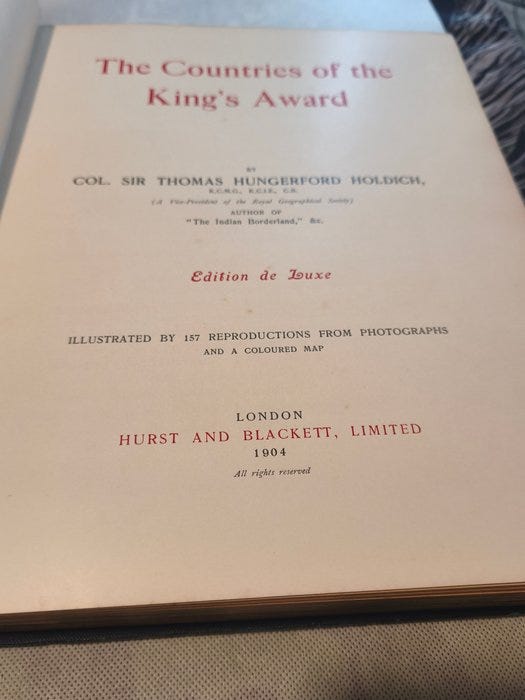 The Countries of the
King's Award
BY
COL. SIR THOMAS HUNGERFORD HOLDICH,
K.C.M.G., K.C.I.E., C.B.
(A Vice-President of the Royal Geographical Society)
AUTHOR OF
"The Indian Borderland," &c.
Edition de Luxe
ILLUSTRATED BY 157 REPRODUCTIONS FROM PHOTOGRAPHS
AND A COLOURED MAP
LONDON
HURST AND BLACKETT, LIMITED
1904
All rights reserved